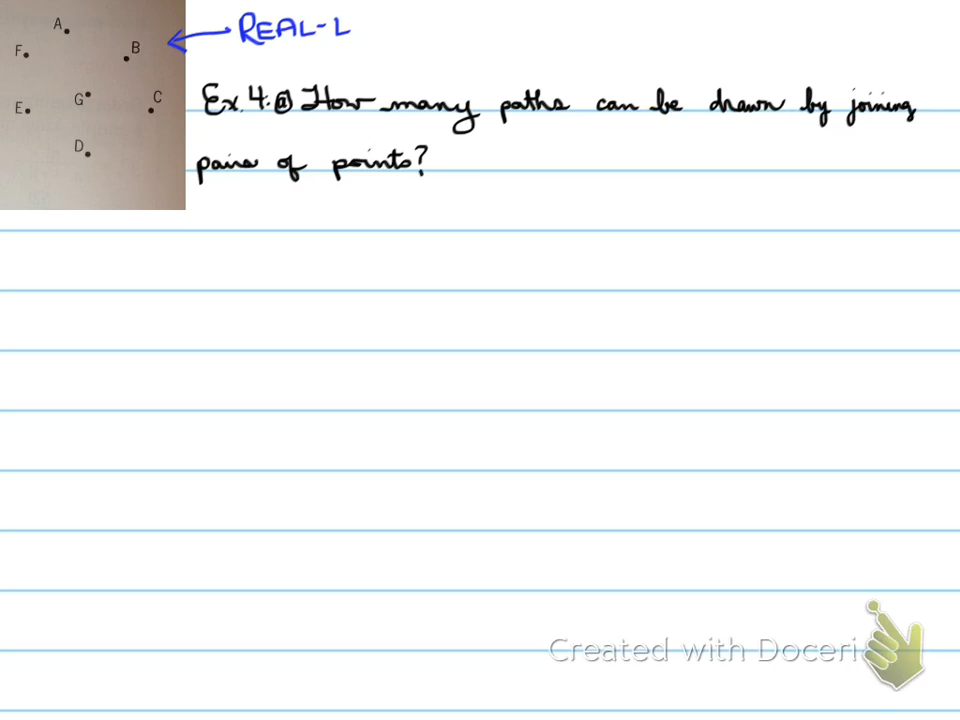 A
F
B
G
C
E
D
REAL-L
Ex. 4. a) How many paths can be drawn by joining
pairs of points?
Created with Doceri